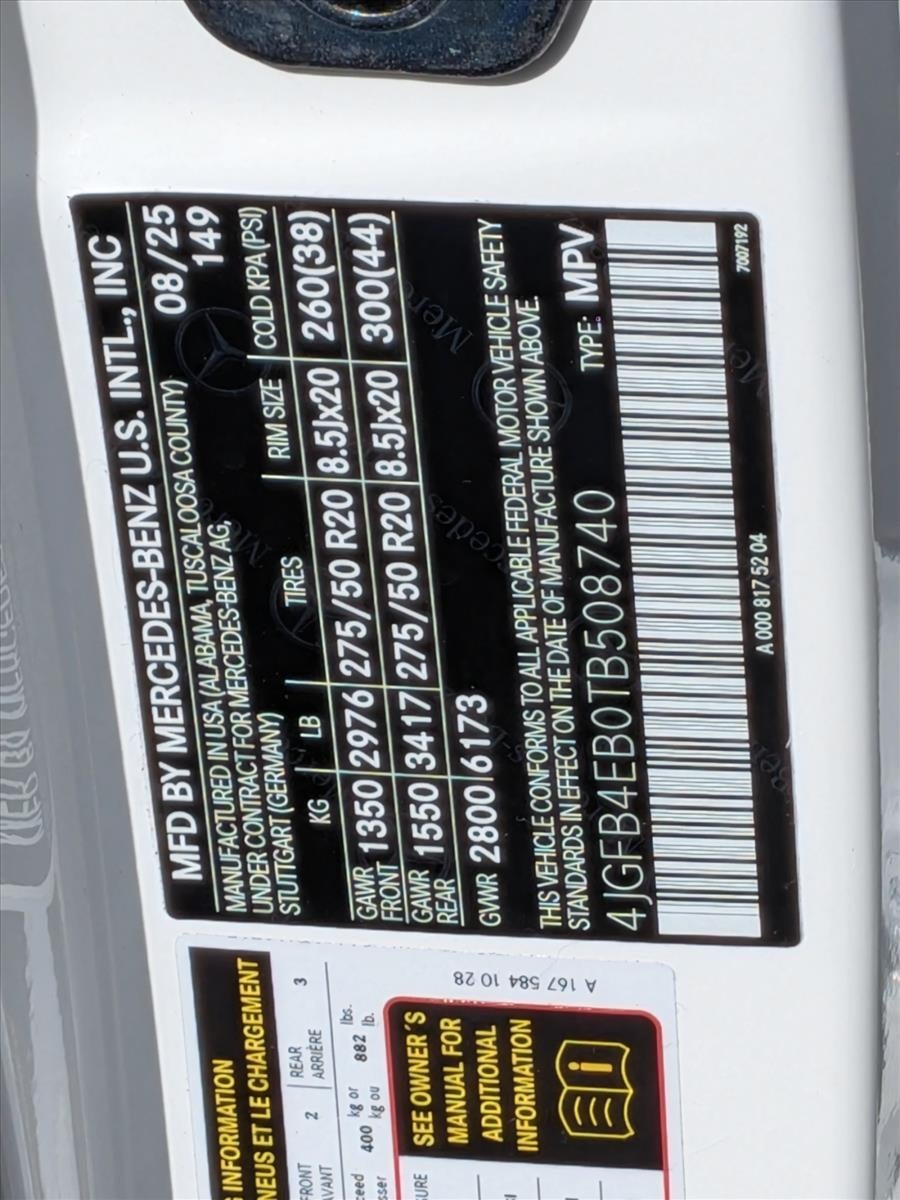 MFD BY MERCEDES-BENZ U.S. INTL., INC
MANUFACTURED IN USA (ALABAMA, TUSCALOOSA COUNTY) 08/25
UNDER CONTRACT FOR MERCEDES-BENZ AG, 149
STUTTGART (GERMANY)
KG LB TIRES RIM SIZE COLD KPA (PSI)
GAWR FRONT 1350 2976 275/50 R20 8.5Jx20 260(38)
GAWR REAR 1550 3417 275/50 R20 8.5Jx20 300(44)
GWR 2800 6173
THIS VEHICLE CONFORMS TO ALL APPLICABLE FEDERAL MOTOR VEHICLE SAFETY
STANDARDS IN EFFECT ON THE DATE OF MANUFACTURE SHOWN ABOVE.
4JGFB4EB0TB508740 TYPE: MPV
A 000 817 52 04 7007192
INFORMATION
NEUS ET LE CHARGEMENT
FRONT
AVANT
2
REAR
ARRIÈRE
3
400 kg or 882 lbs.
kg ou lb.
SEE OWNER'S
MANUAL FOR
ADDITIONAL
INFORMATION
A 167 584 10 28